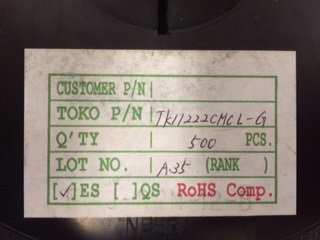 CUSTOMER P/N
TOKO P/N TK11222CMCL-G
Q'TY 500 PCS.
LOT NO. A35 (RANK )
[✓]ES [ ]QS RoHS Comp.